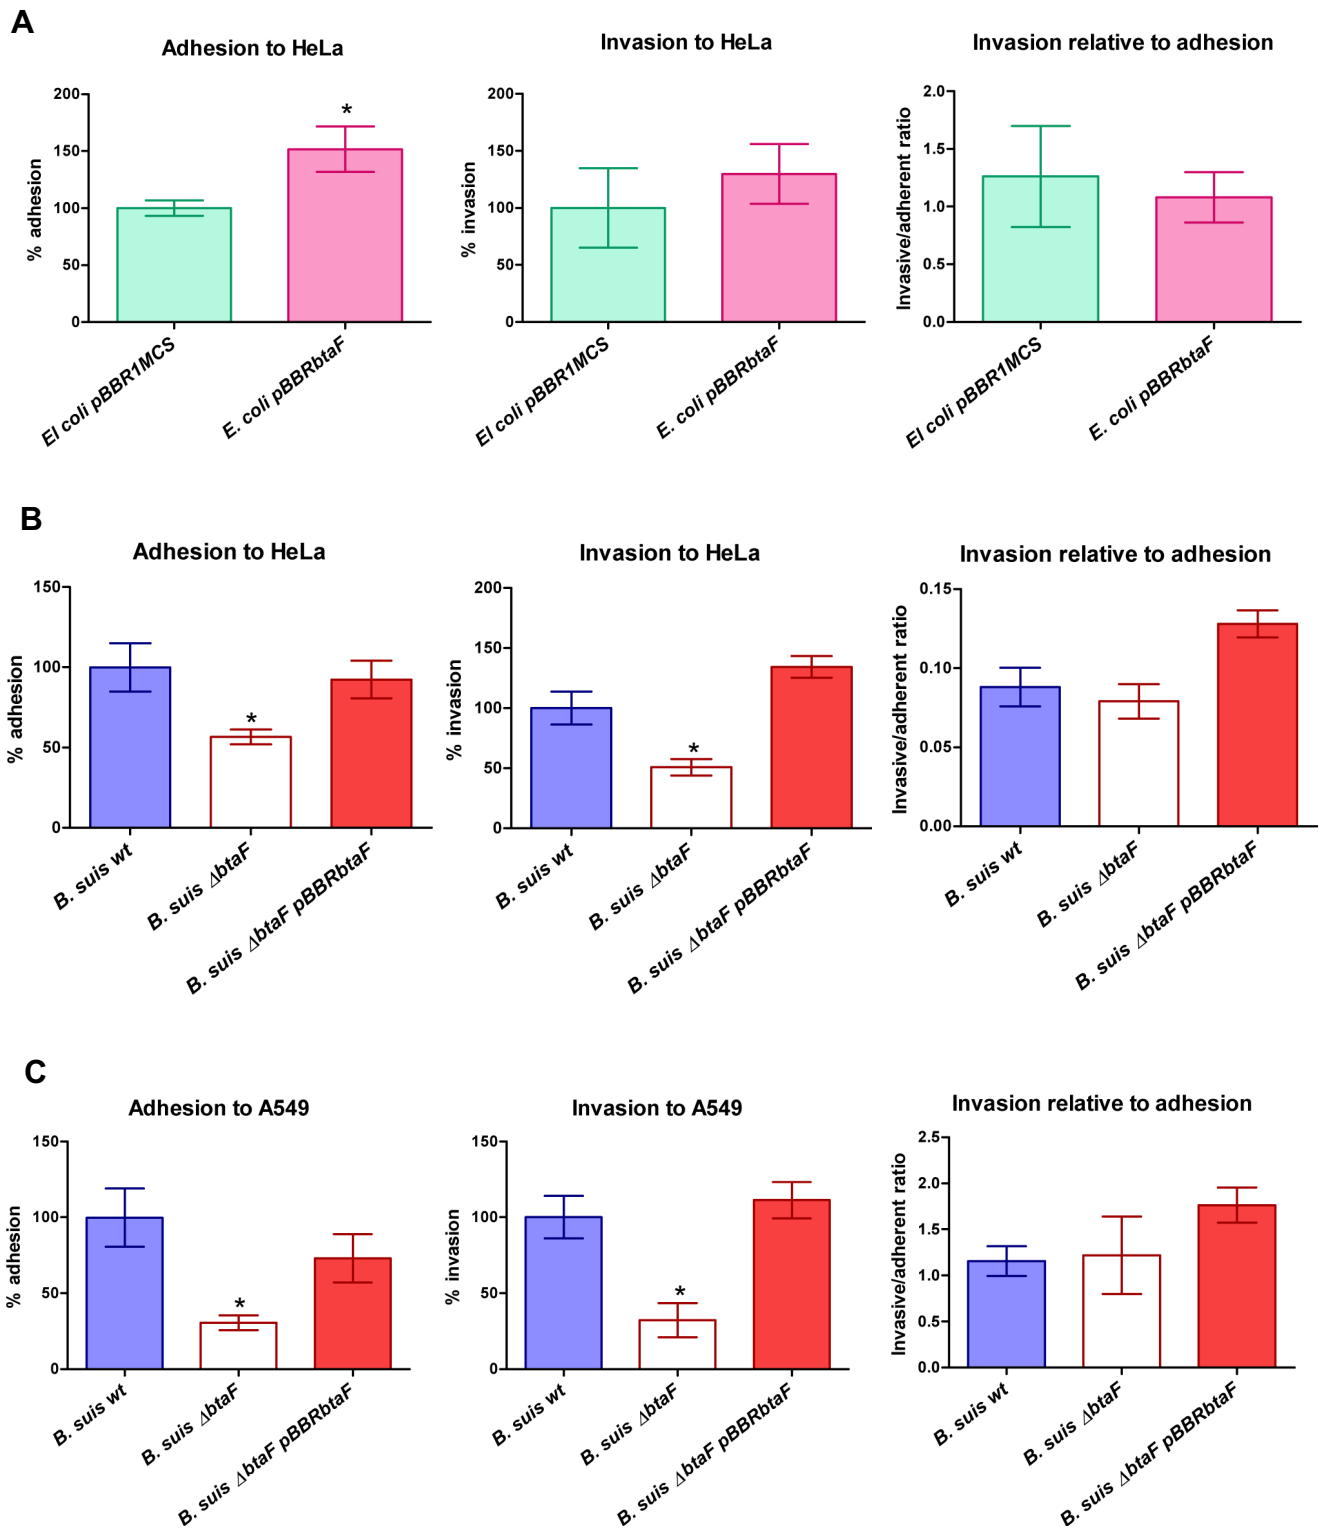 A
Adhesion to HeLa
% adhesion
200
150
100
50
0
*
El coli pBBR1MCS
E. coli pBBRbtaF
Invasion to HeLa
% invasion
200
150
100
50
0
El coli pBBR1MCS
E. coli pBBRbtaF
Invasion relative to adhesion
Invasive/adherent ratio
2.0
1.5
1.0
0.5
0.0
El coli pBBR1MCS
E. coli pBBRbtaF
B
Adhesion to HeLa
% adhesion
150
100
50
0
*
B. suis wt
B. suis ΔbtaF
B. suis ΔbtaF pBBRbtaF
Invasion to HeLa
% invasion
200
150
100
50
0
*
B. suis wt
B. suis ΔbtaF
B. suis ΔbtaF pBBRbtaF
Invasion relative to adhesion
Invasive/adherent ratio
0.15
0.10
0.05
0.00
B. suis wt
B. suis ΔbtaF
B. suis ΔbtaF pBBRbtaF
C
Adhesion to A549
% adhesion
150
100
50
0
*
B. suis wt
B. suis ΔbtaF
B. suis ΔbtaF pBBRbtaF
Invasion to A549
% invasion
150
100
50
0
*
B. suis wt
B. suis ΔbtaF
B. suis ΔbtaF pBBRbtaF
Invasion relative to adhesion
Invasive/adherent ratio
2.5
2.0
1.5
1.0
0.5
0.0
B. suis wt
B. suis ΔbtaF
B. suis ΔbtaF pBBRbtaF